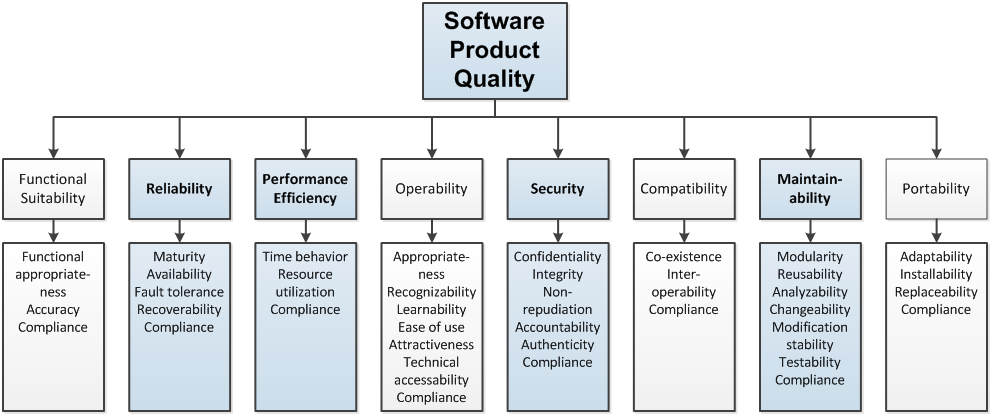 Software
Product
Quality
Functional
Suitability
Reliability
Performance
Efficiency
Operability
Security
Compatibility
Maintain-
ability
Portability
Functional
appropriate-
ness
Accuracy
Compliance
Maturity
Availability
Fault tolerance
Recoverability
Compliance
Time behavior
Resource
utilization
Compliance
Appropriate-
ness
Recognizability
Learnability
Ease of use
Attractiveness
Technical
accessability
Compliance
Confidentiality
Integrity
Non-
repudiation
Accountability
Authenticity
Compliance
Co-existence
Inter-
operability
Compliance
Modularity
Reusability
Analyzability
Changeability
Modification
stability
Testability
Compliance
Adaptability
Installability
Replaceability
Compliance